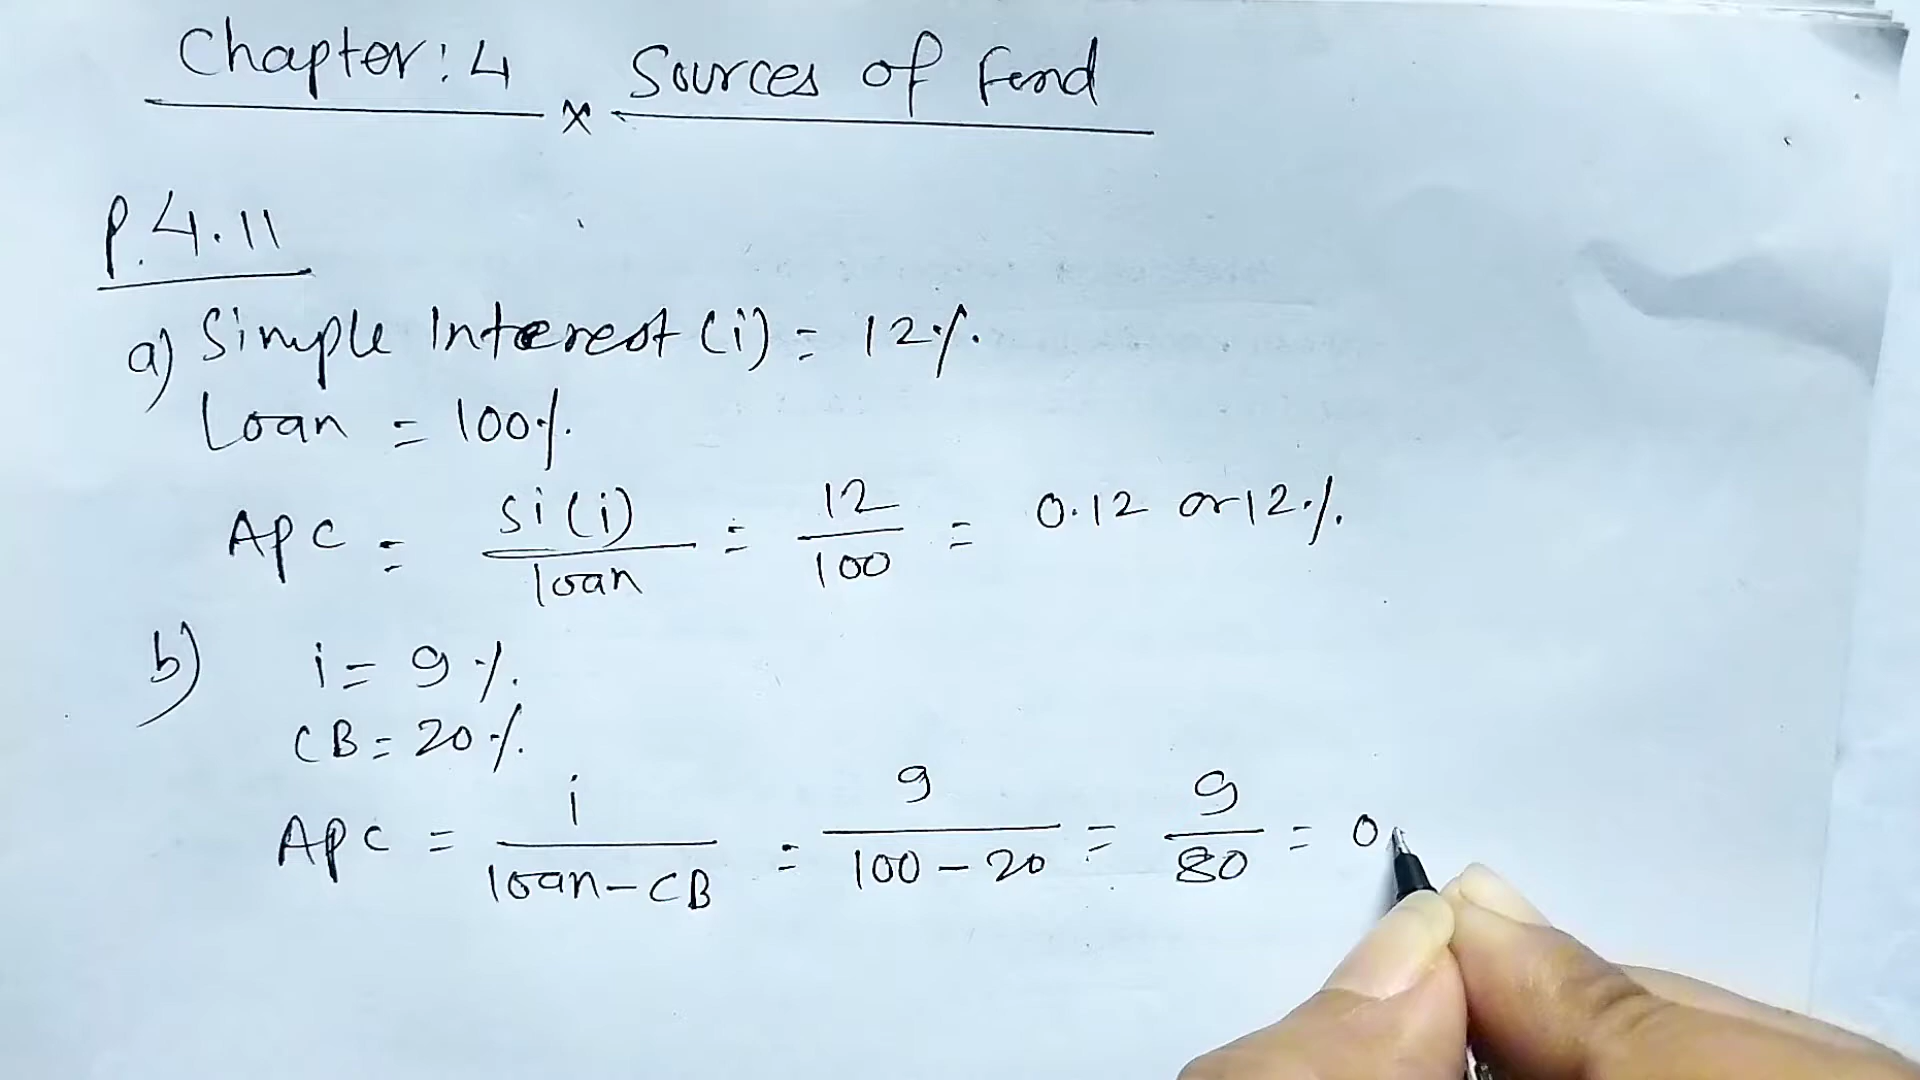 Chapter: 4 x Sources of Fund
P. 4.11
a) Simple Interest (i) = 12%.
Loan = 100%.
APC = Si(i) / loan = 12 / 100 = 0.12 or 12%.
b) i = 9%.
CB = 20%.
APC = i / loan - CB = 9 / 100 - 20 = 9 / 80 = 0.